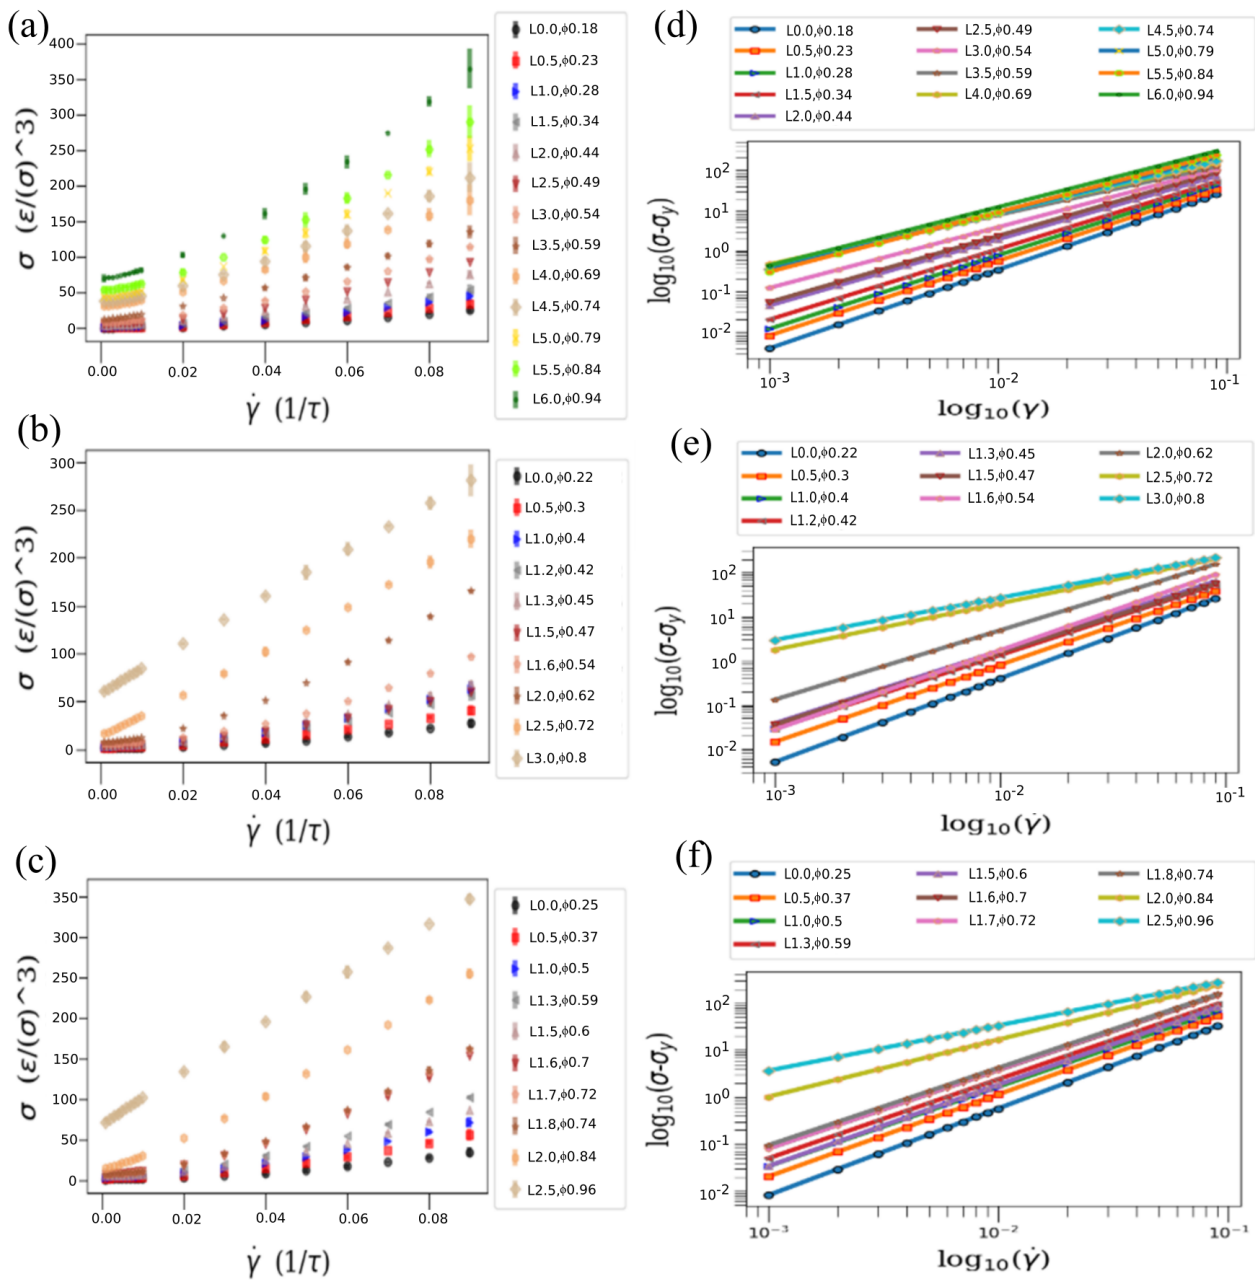 (a)
400
350
300
250
200
150
100
50
0
σ (ε/(σ)^3)
0.00 0.02 0.04 0.06 0.08
γ̇ (1/τ)
L0.0,ϕ0.18
L0.5,ϕ0.23
L1.0,ϕ0.28
L1.5,ϕ0.34
L2.0,ϕ0.44
L2.5,ϕ0.49
L3.0,ϕ0.54
L3.5,ϕ0.59
L4.0,ϕ0.69
L4.5,ϕ0.74
L5.0,ϕ0.79
L5.5,ϕ0.84
L6.0,ϕ0.94
(d)
L0.0,ϕ0.18
L0.5,ϕ0.23
L1.0,ϕ0.28
L1.5,ϕ0.34
L2.0,ϕ0.44
L2.5,ϕ0.49
L3.0,ϕ0.54
L3.5,ϕ0.59
L4.0,ϕ0.69
L4.5,ϕ0.74
L5.0,ϕ0.79
L5.5,ϕ0.84
L6.0,ϕ0.94
10²
10¹
10⁰
10⁻¹
10⁻²
log₁₀(σ-σy)
10⁻³ 10⁻² 10⁻¹
log₁₀(γ)
(b)
300
250
200
150
100
50
0
σ (ε/(σ)^3)
0.00 0.02 0.04 0.06 0.08
γ̇ (1/τ)
L0.0,ϕ0.22
L0.5,ϕ0.3
L1.0,ϕ0.4
L1.2,ϕ0.42
L1.3,ϕ0.45
L1.5,ϕ0.47
L1.6,ϕ0.54
L2.0,ϕ0.62
L2.5,ϕ0.72
L3.0,ϕ0.8
(e)
L0.0,ϕ0.22
L0.5,ϕ0.3
L1.0,ϕ0.4
L1.2,ϕ0.42
L1.3,ϕ0.45
L1.5,ϕ0.47
L1.6,ϕ0.54
L2.0,ϕ0.62
L2.5,ϕ0.72
L3.0,ϕ0.8
10²
10¹
10⁰
10⁻¹
10⁻²
log₁₀(σ-σy)
10⁻³ 10⁻² 10⁻¹
log₁₀(γ̇)
(c)
350
300
250
200
150
100
50
0
σ (ε/(σ)^3)
0.00 0.02 0.04 0.06 0.08
γ̇ (1/τ)
L0.0,ϕ0.25
L0.5,ϕ0.37
L1.0,ϕ0.5
L1.3,ϕ0.59
L1.5,ϕ0.6
L1.6,ϕ0.7
L1.7,ϕ0.72
L1.8,ϕ0.74
L2.0,ϕ0.84
L2.5,ϕ0.96
(f)
L0.0,ϕ0.25
L0.5,ϕ0.37
L1.0,ϕ0.5
L1.3,ϕ0.59
L1.5,ϕ0.6
L1.6,ϕ0.7
L1.7,ϕ0.72
L1.8,ϕ0.74
L2.0,ϕ0.84
L2.5,ϕ0.96
10²
10¹
10⁰
10⁻¹
10⁻²
log₁₀(σ-σy)
10⁻³ 10⁻² 10⁻¹
log₁₀(γ̇)